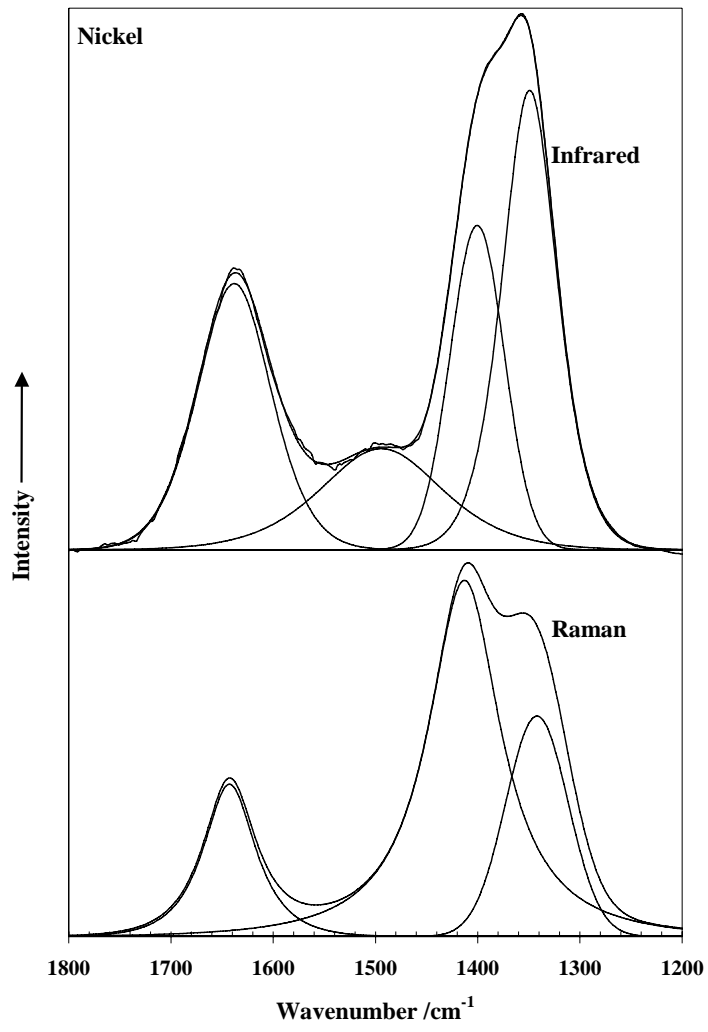 Nickel
Infrared
Intensity
Raman
1800 1700 1600 1500 1400 1300 1200
Wavenumber /cm⁻¹